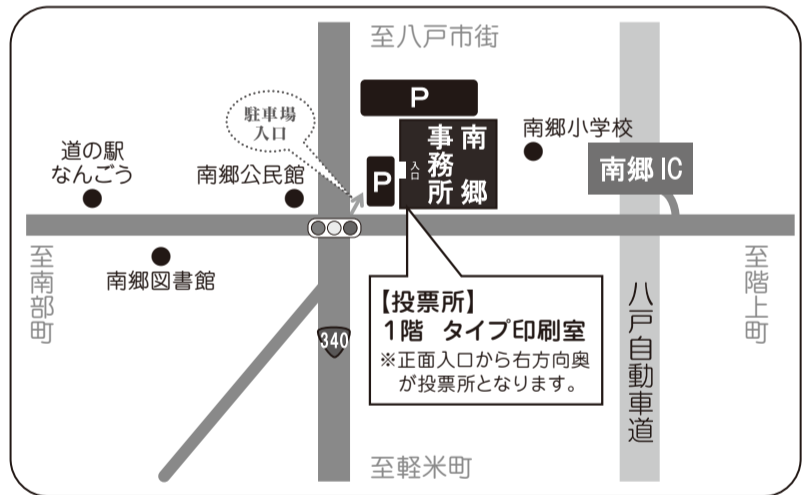 至八戸市街
P
駐車場
入口
南郷
事務所
入口
P
南郷小学校
南郷IC
道の駅
なんごう
南郷公民館
南郷図書館
至南部町
【投票所】
1階 タイプ印刷室
※正面入口から右方向奥
が投票所となります。
340
八戸自動車道
至階上町
至軽米町